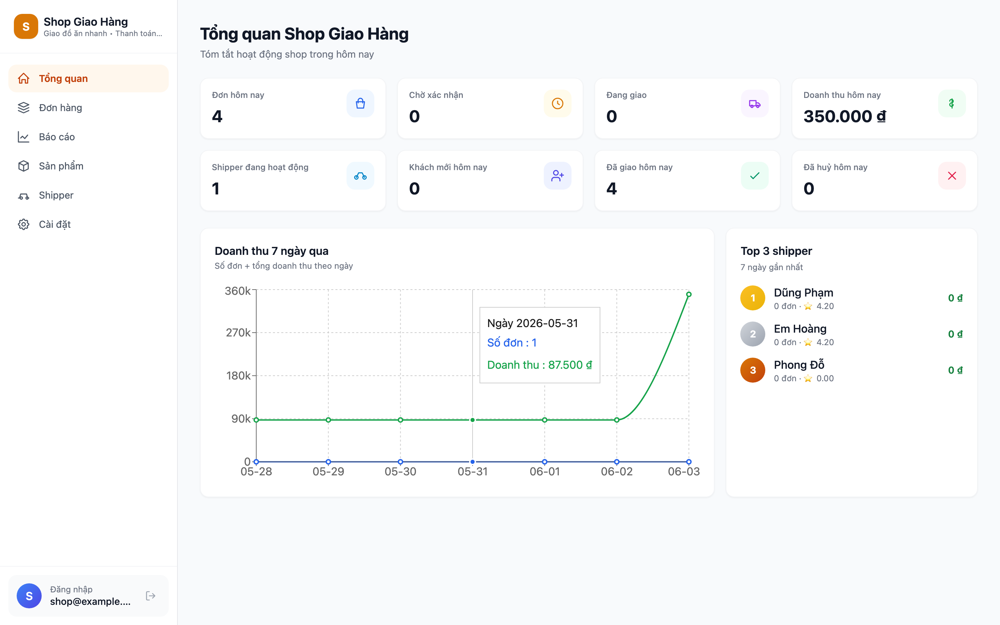 S
Shop Giao Hàng
Giao đồ ăn nhanh • Thanh toán...
Tổng quan
Đơn hàng
Báo cáo
Sản phẩm
Shipper
Cài đặt
S
Đăng nhập
shop@example....
Tổng quan Shop Giao Hàng
Tóm tắt hoạt động shop trong hôm nay
Đơn hôm nay
4
Chờ xác nhận
0
Đang giao
0
Doanh thu hôm nay
350.000 ₫
Shipper đang hoạt động
1
Khách mới hôm nay
0
Đã giao hôm nay
4
Đã huỷ hôm nay
0
Doanh thu 7 ngày qua
Số đơn + tổng doanh thu theo ngày
360k
270k
180k
90k
0
05-28
05-29
05-30
05-31
06-01
06-02
06-03
Ngày 2026-05-31
Số đơn : 1
Doanh thu : 87.500 ₫
Top 3 shipper
7 ngày gần nhất
1
Dũng Phạm
0 đơn · ⭐ 4.20
0 ₫
2
Em Hoàng
0 đơn · ⭐ 4.20
0 ₫
3
Phong Đỗ
0 đơn · ⭐ 0.00
0 ₫